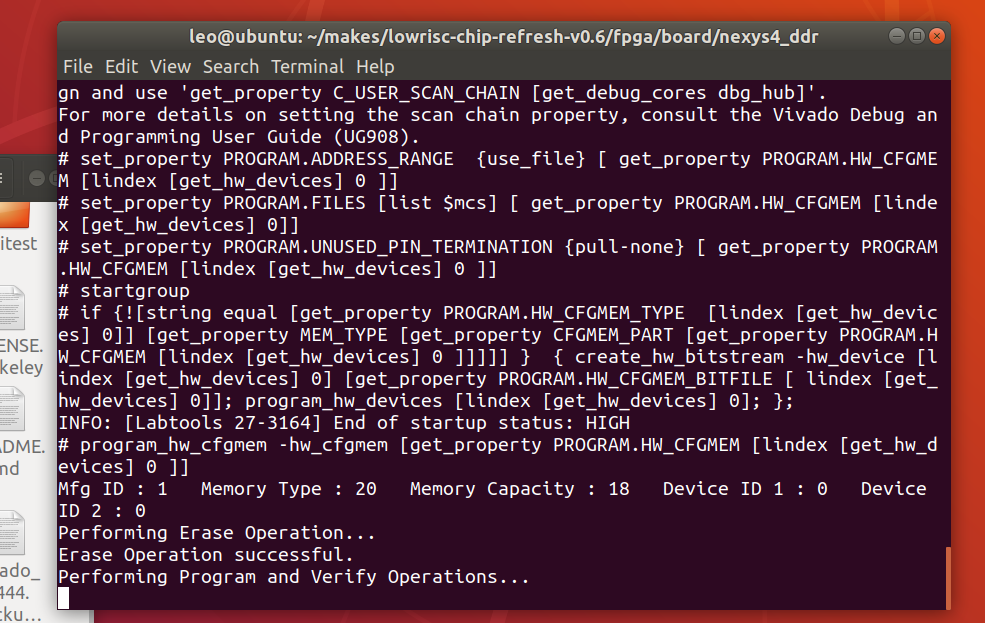 leo@ubuntu: ~/makes/lowrisc-chip-refresh-v0.6/fpga/board/nexys4_ddr
File Edit View Search Terminal Help
gn and use 'get_property C_USER_SCAN_CHAIN [get_debug_cores dbg_hub]'.
For more details on setting the scan chain property, consult the Vivado Debug an
d Programming User Guide (UG908).
# set_property PROGRAM.ADDRESS_RANGE  {use_file} [ get_property PROGRAM.HW_CFGME
M [lindex [get_hw_devices] 0 ]]
# set_property PROGRAM.FILES [list $mcs] [ get_property PROGRAM.HW_CFGMEM [linde
x [get_hw_devices] 0]]
# set_property PROGRAM.UNUSED_PIN_TERMINATION {pull-none} [ get_property PROGRAM
.HW_CFGMEM [lindex [get_hw_devices] 0 ]]
# startgroup
# if {![string equal [get_property PROGRAM.HW_CFGMEM_TYPE  [lindex [get_hw_devic
es] 0]] [get_property MEM_TYPE [get_property CFGMEM_PART [get_property PROGRAM.H
W_CFGMEM [lindex [get_hw_devices] 0 ]]]]] }  { create_hw_bitstream -hw_device [l
index [get_hw_devices] 0] [get_property PROGRAM.HW_CFGMEM_BITFILE [ lindex [get_
hw_devices] 0]]; program_hw_devices [lindex [get_hw_devices] 0]; };
INFO: [Labtools 27-3164] End of startup status: HIGH
# program_hw_cfgmem -hw_cfgmem [get_property PROGRAM.HW_CFGMEM [lindex [get_hw_d
evices] 0 ]]
Mfg ID : 1   Memory Type : 20   Memory Capacity : 18   Device ID 1 : 0   Device
ID 2 : 0
Performing Erase Operation...
Erase Operation successful.
Performing Program and Verify Operations...
itest
ENSE.
keley
DME.
md
ado_
444.
ku...